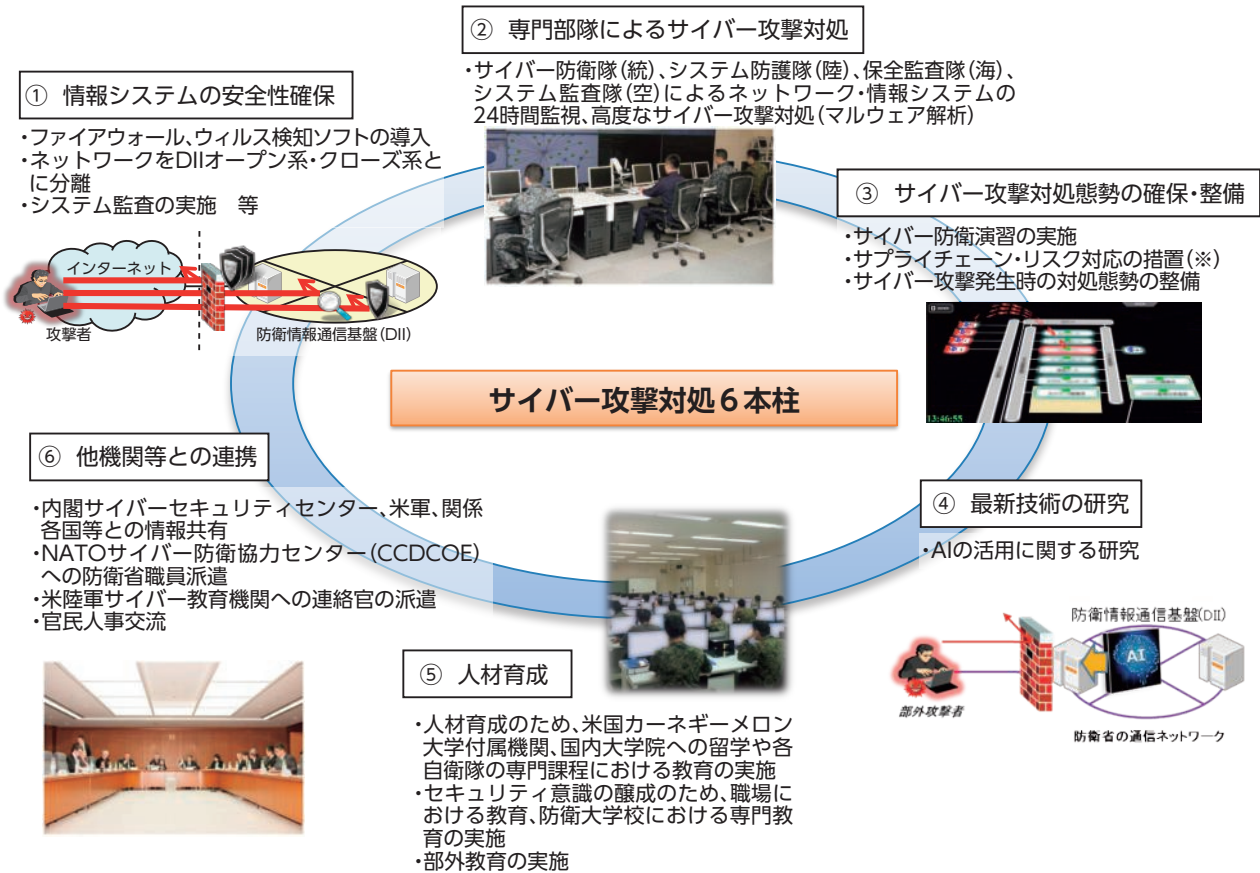 ① 情報システムの安全性確保
・ファイアウォール、ウィルス検知ソフトの導入
・ネットワークをDIIオープン系・クローズ系と
に分離
・システム監査の実施　等
インターネット
攻撃者
防衛情報通信基盤(DII)
② 専門部隊によるサイバー攻撃対処
・サイバー防衛隊(統)、システム防護隊(陸)、保全監査隊(海)、
システム監査隊(空)によるネットワーク・情報システムの
24時間監視、高度なサイバー攻撃対処(マルウェア解析)
③ サイバー攻撃対処態勢の確保・整備
・サイバー防衛演習の実施
・サプライチェーン・リスク対応の措置(※)
・サイバー攻撃発生時の対処態勢の整備
13:46:55
サイバー攻撃対処６本柱
④ 最新技術の研究
・AIの活用に関する研究
防衛情報通信基盤(DII)
AI
部外攻撃者
防衛省の通信ネットワーク
⑤ 人材育成
・人材育成のため、米国カーネギーメロン
大学付属機関、国内大学院への留学や各
自衛隊の専門課程における教育の実施
・セキュリティ意識の醸成のため、職場に
おける教育、防衛大学校における専門教
育の実施
・部外教育の実施
⑥ 他機関等との連携
・内閣サイバーセキュリティセンター、米軍、関係
各国等との情報共有
・NATOサイバー防衛協力センター(CCDCOE)
への防衛省職員派遣
・米陸軍サイバー教育機関への連絡官の派遣
・官民人事交流